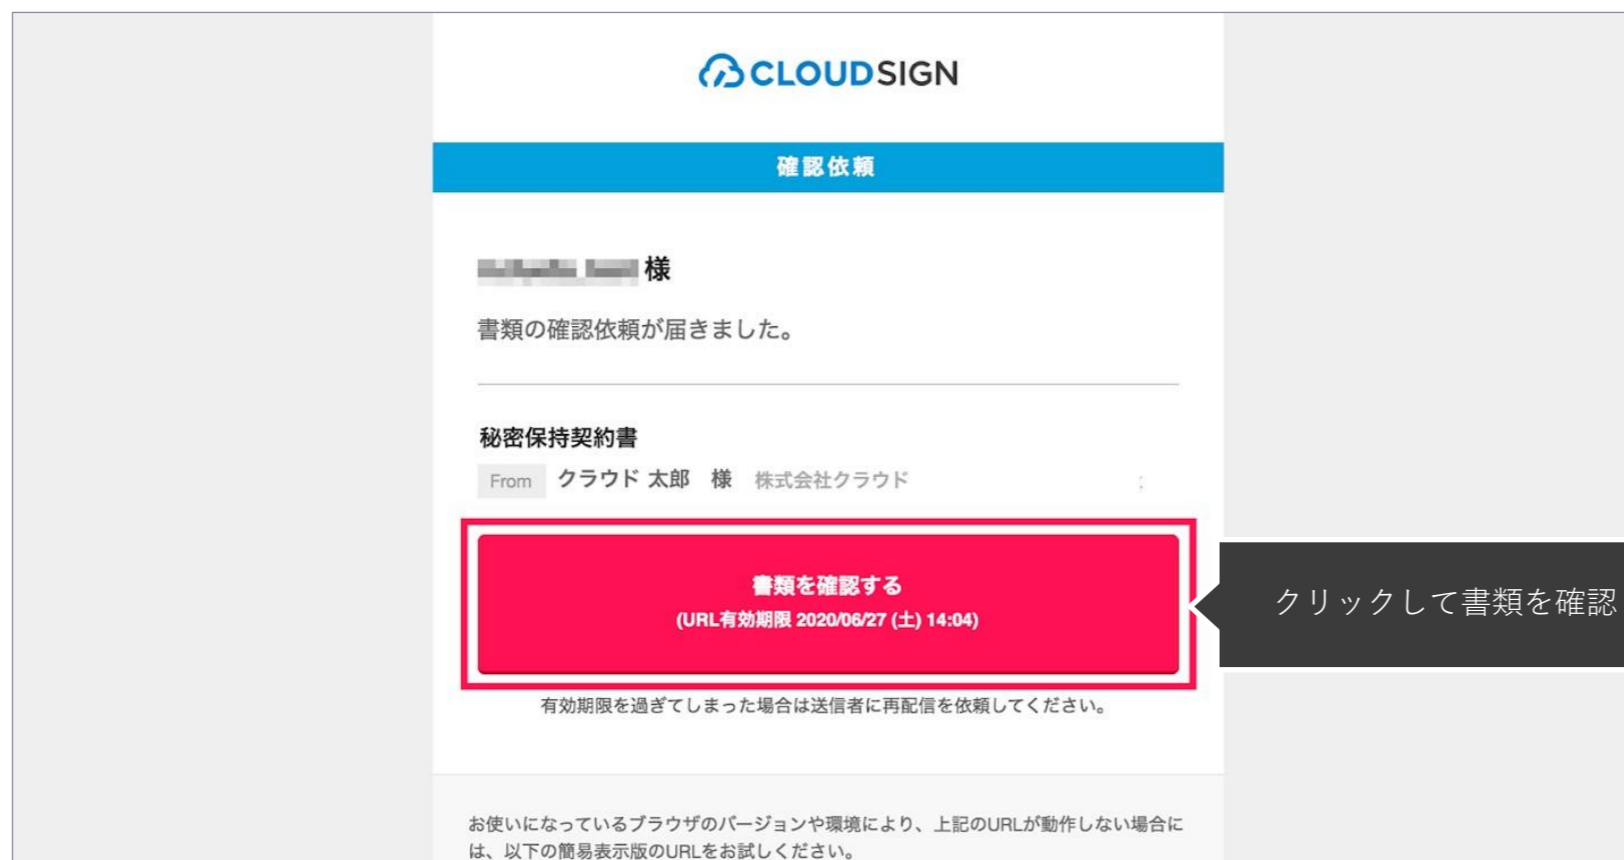 CLOUDSIGN
確認依頼
様
書類の確認依頼が届きました。
秘密保持契約書
From クラウド 太郎 様 株式会社クラウド
書類を確認する
(URL有効期限 2020/06/27 (土) 14:04)
クリックして書類を確認
有効期限を過ぎてしまった場合は送信者に再配信を依頼してください。
お使いになっているブラウザのバージョンや環境により、上記のURLが動作しない場合に
は、以下の簡易表示版のURLをお試しください。